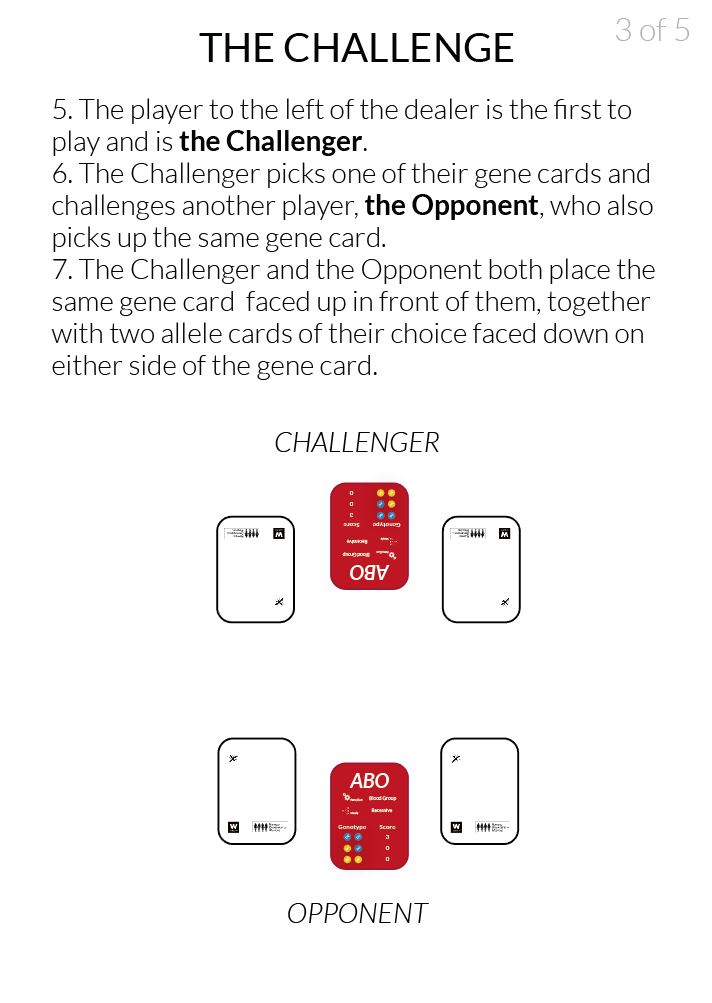 3 of 5
THE CHALLENGE
5. The player to the left of the dealer is the first to
play and is the Challenger.
6. The Challenger picks one of their gene cards and
challenges another player, the Opponent, who also
picks up the same gene card.
7. The Challenger and the Opponent both place the
same gene card  faced up in front of them, together
with two allele cards of their choice faced down on
either side of the gene card.
CHALLENGER
ABO
Blood Group
Recessive
Genotype Score
3
0
0
W
W
ABO
Function Blood Group
Mode Recessive
Genotype Score
3
0
0
W
W
OPPONENT